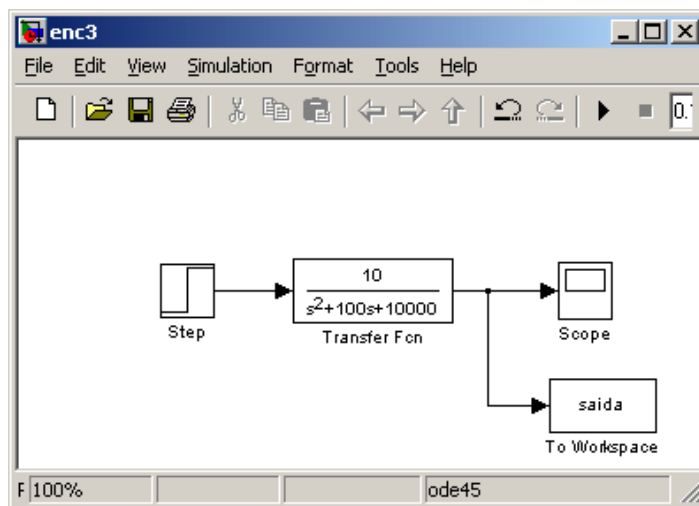 enc3
File Edit View Simulation Format Tools Help
0.
10
s²+100s+10000
Step
Transfer Fcn
Scope
saida
To Workspace
F 100% ode45